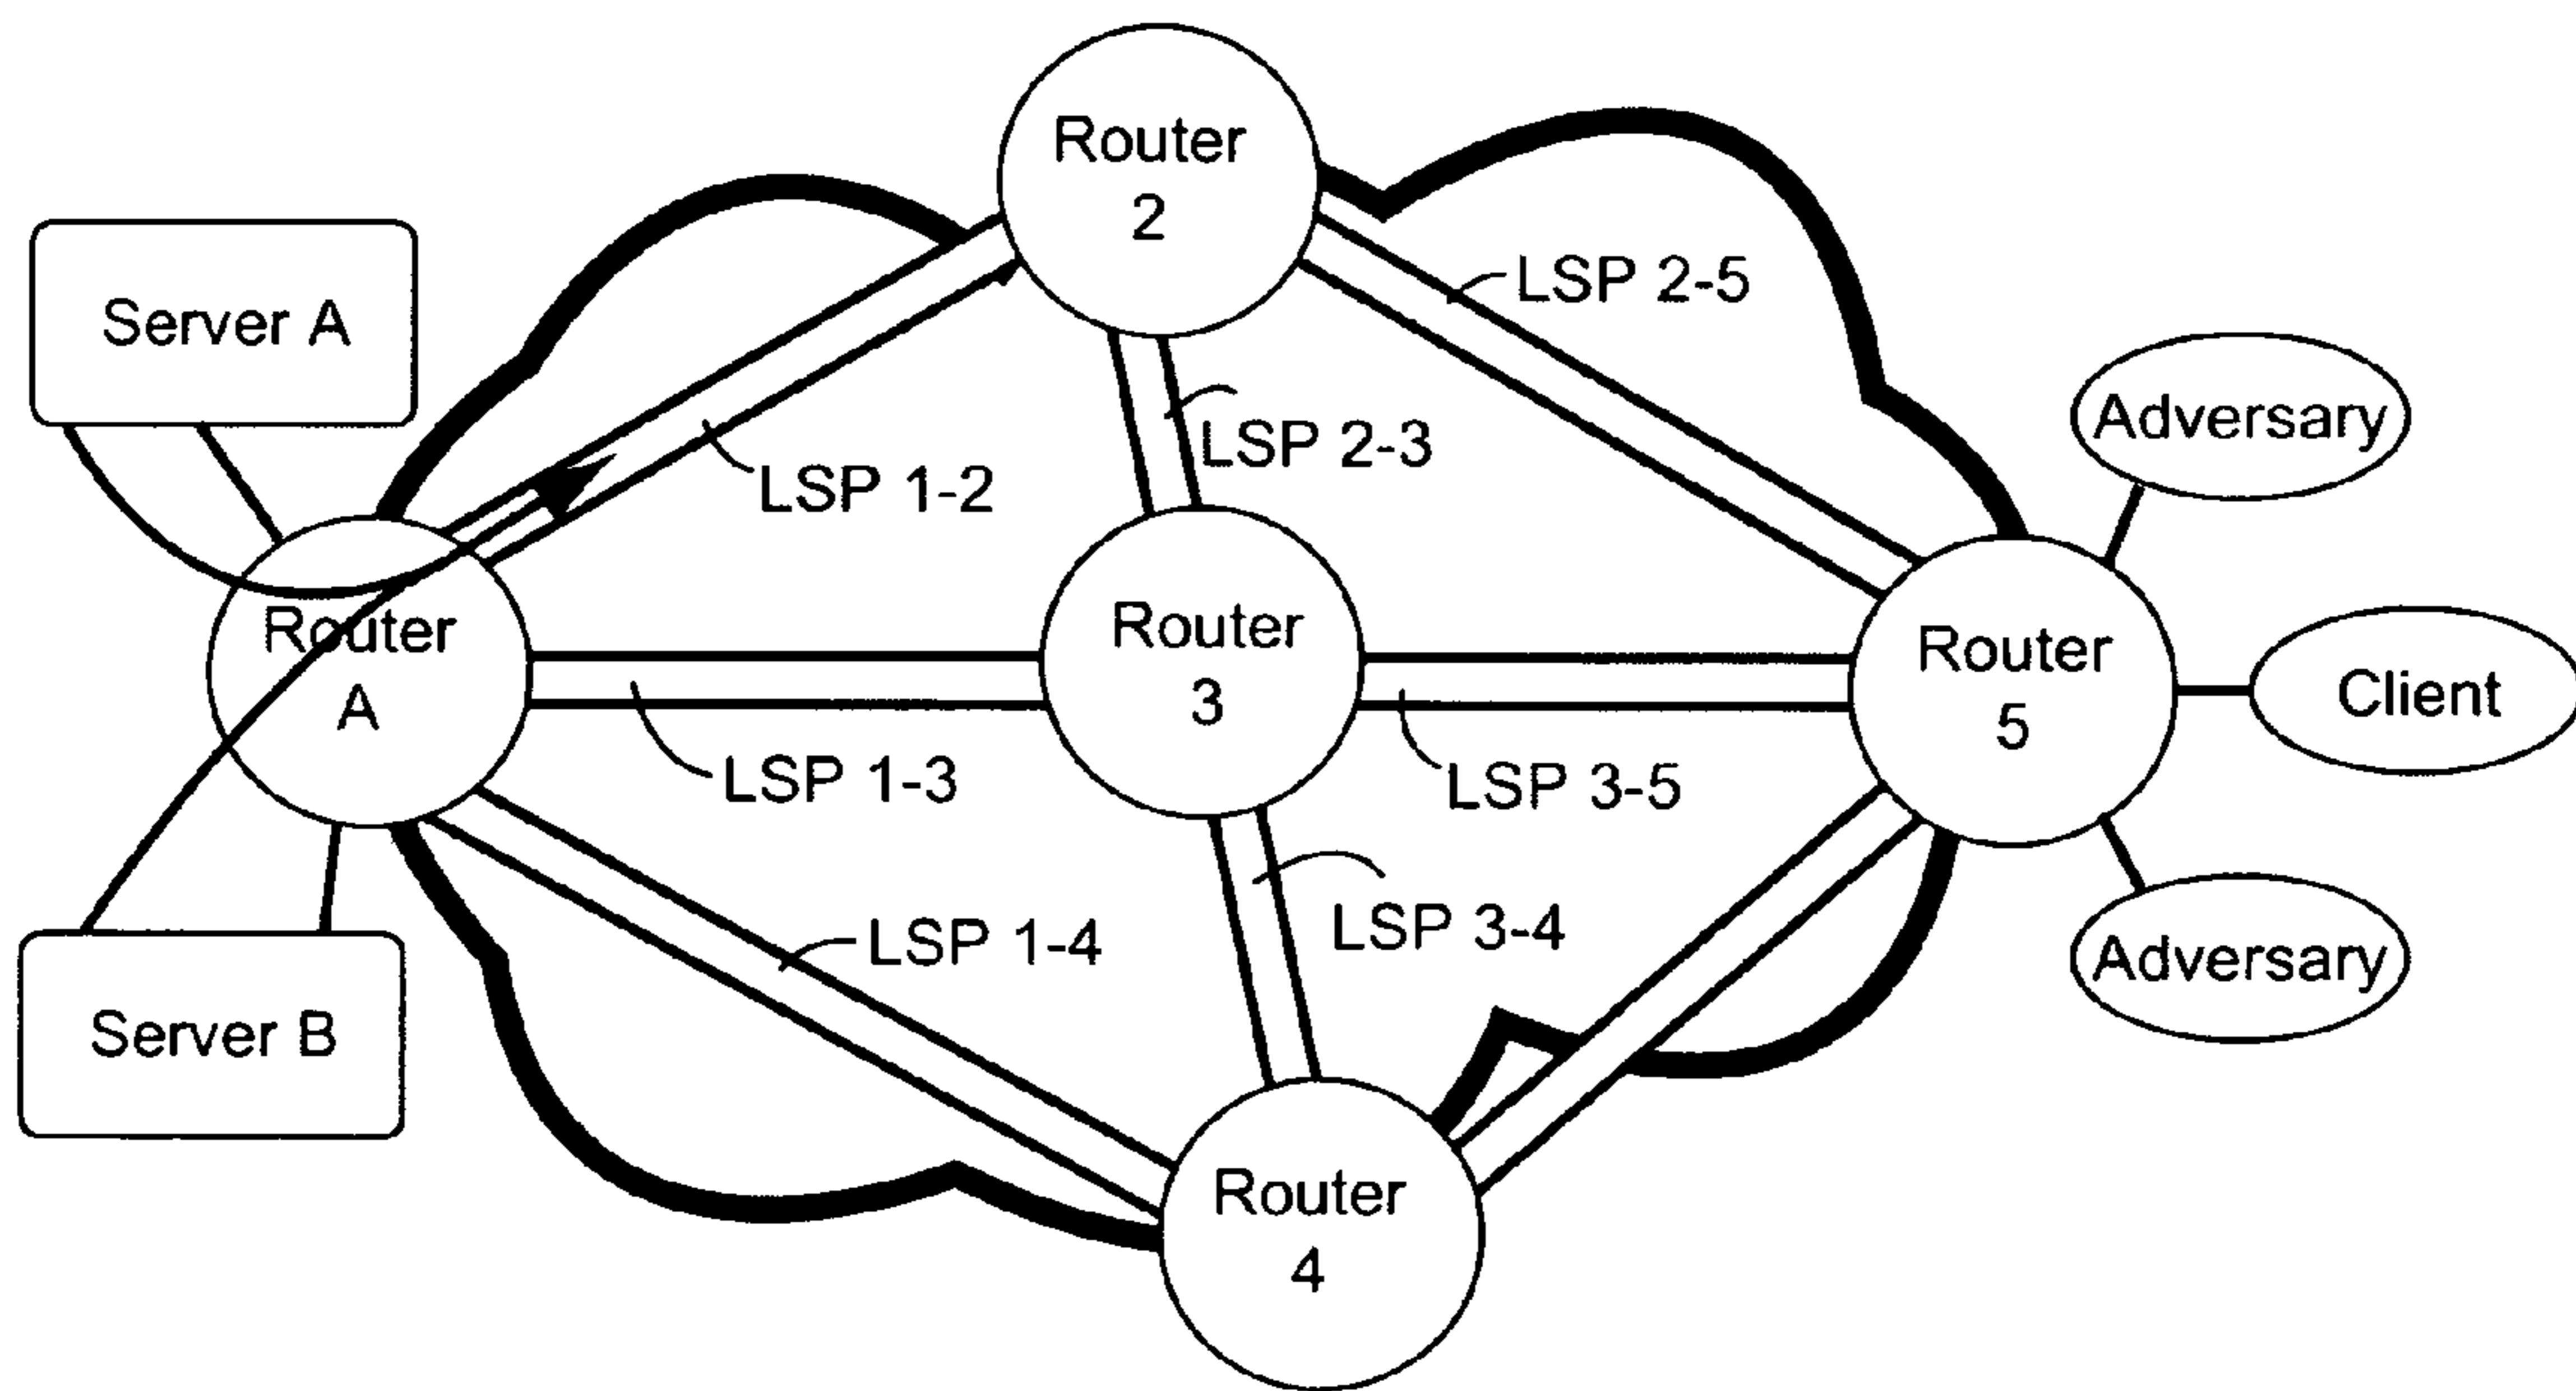 Router
2
LSP 2-5
Server A
Adversary
LSP 2-3
LSP 1-2
Router
A
Router
3
Router
5
Client
LSP 1-3
LSP 3-5
LSP 1-4
LSP 3-4
Adversary
Server B
Router
4